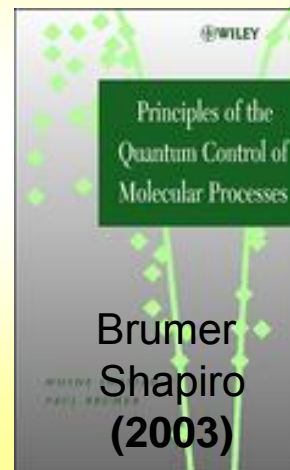 WILEY
Principles of the
Quantum Control of
Molecular Processes
Brumer
Shapiro
(2003)